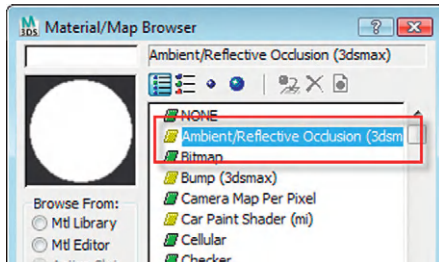 Material/Map Browser
Ambient/Reflective Occlusion (3dsmax)
NONE
Ambient/Reflective Occlusion (3dsm
Bitmap
Bump (3dsmax)
Camera Map Per Pixel
Car Paint Shader (mi)
Cellular
Checker
Browse From:
Mtl Library
Mtl Editor